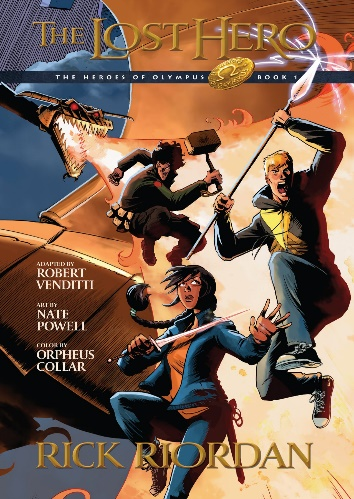 THE LOST HERO
THE HEROES OF OLYMPUS BOOK 1
ADAPTED BY
ROBERT
VENDITTI
ART BY
NATE
POWELL
COLOR BY
ORPHEUS
COLLAR
RICK RIORDAN